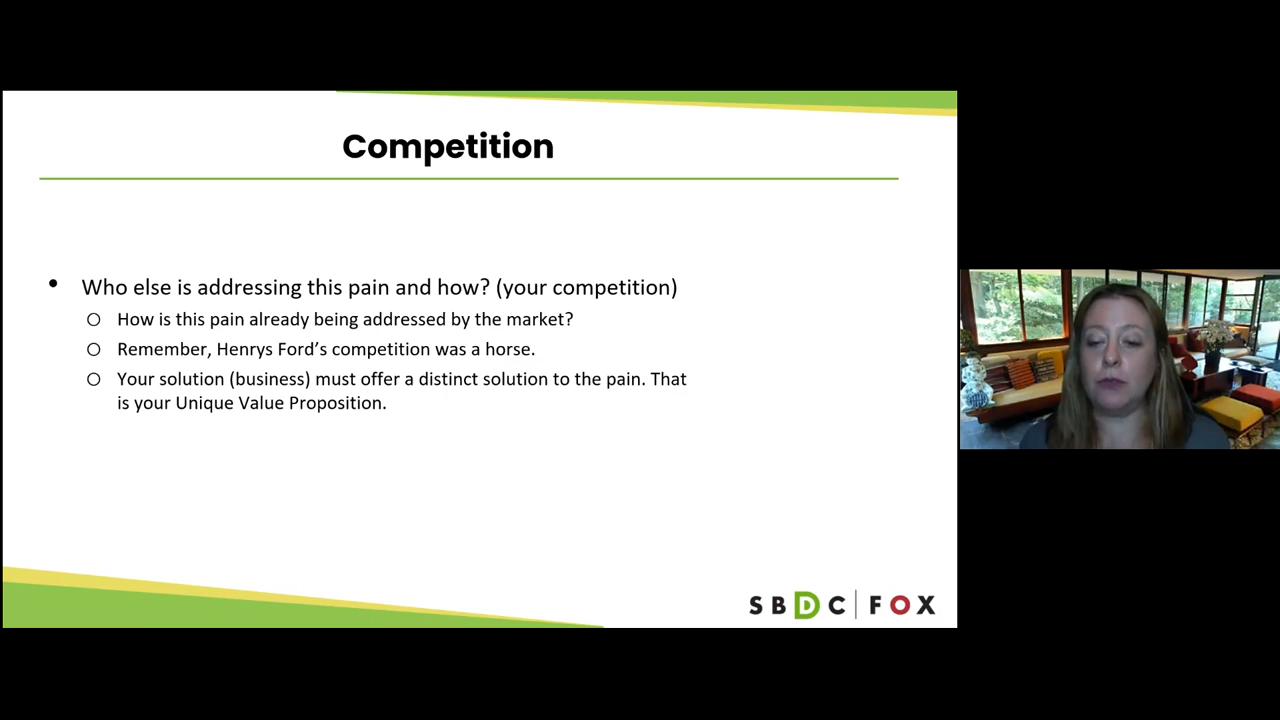 Competition
• Who else is addressing this pain and how? (your competition)
○ How is this pain already being addressed by the market?
○ Remember, Henrys Ford’s competition was a horse.
○ Your solution (business) must offer a distinct solution to the pain. That
is your Unique Value Proposition.
SBDC | FOX